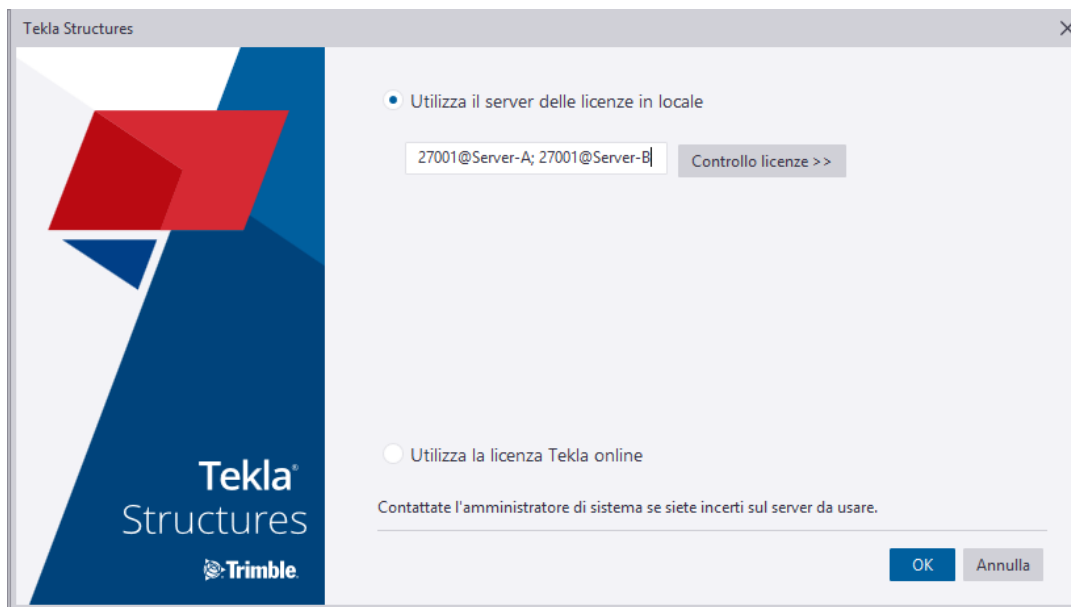 Tekla Structures
Utilizza il server delle licenze in locale
27001@Server-A; 27001@Server-B
Controllo licenze >>
Utilizza la licenza Tekla online
Contattate l'amministratore di sistema se siete incerti sul server da usare.
Tekla®
Structures
Trimble.
OK
Annulla